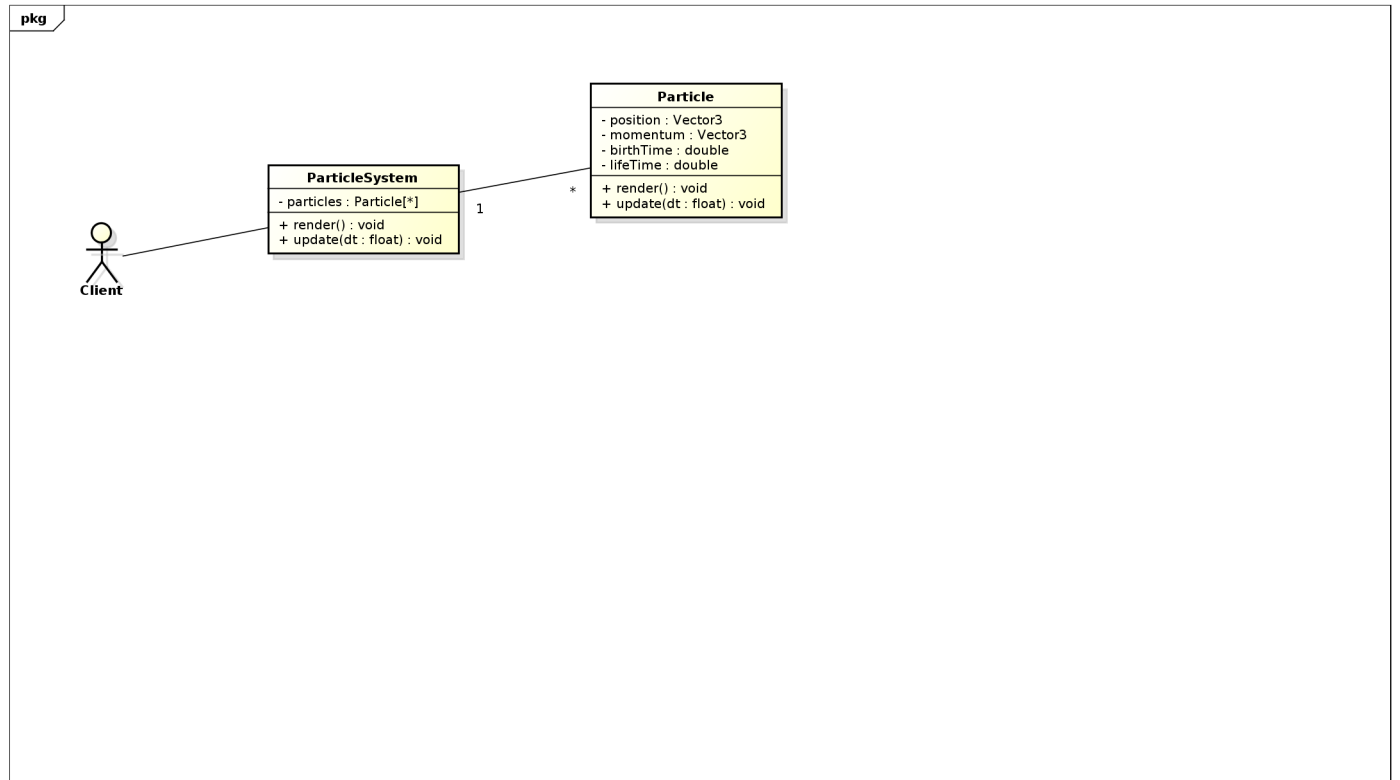 pkg
Particle
- position : Vector3
- momentum : Vector3
- birthTime : double
- lifeTime : double
+ render() : void
+ update(dt : float) : void
ParticleSystem
- particles : Particle[*]
+ render() : void
+ update(dt : float) : void
1
*
Client